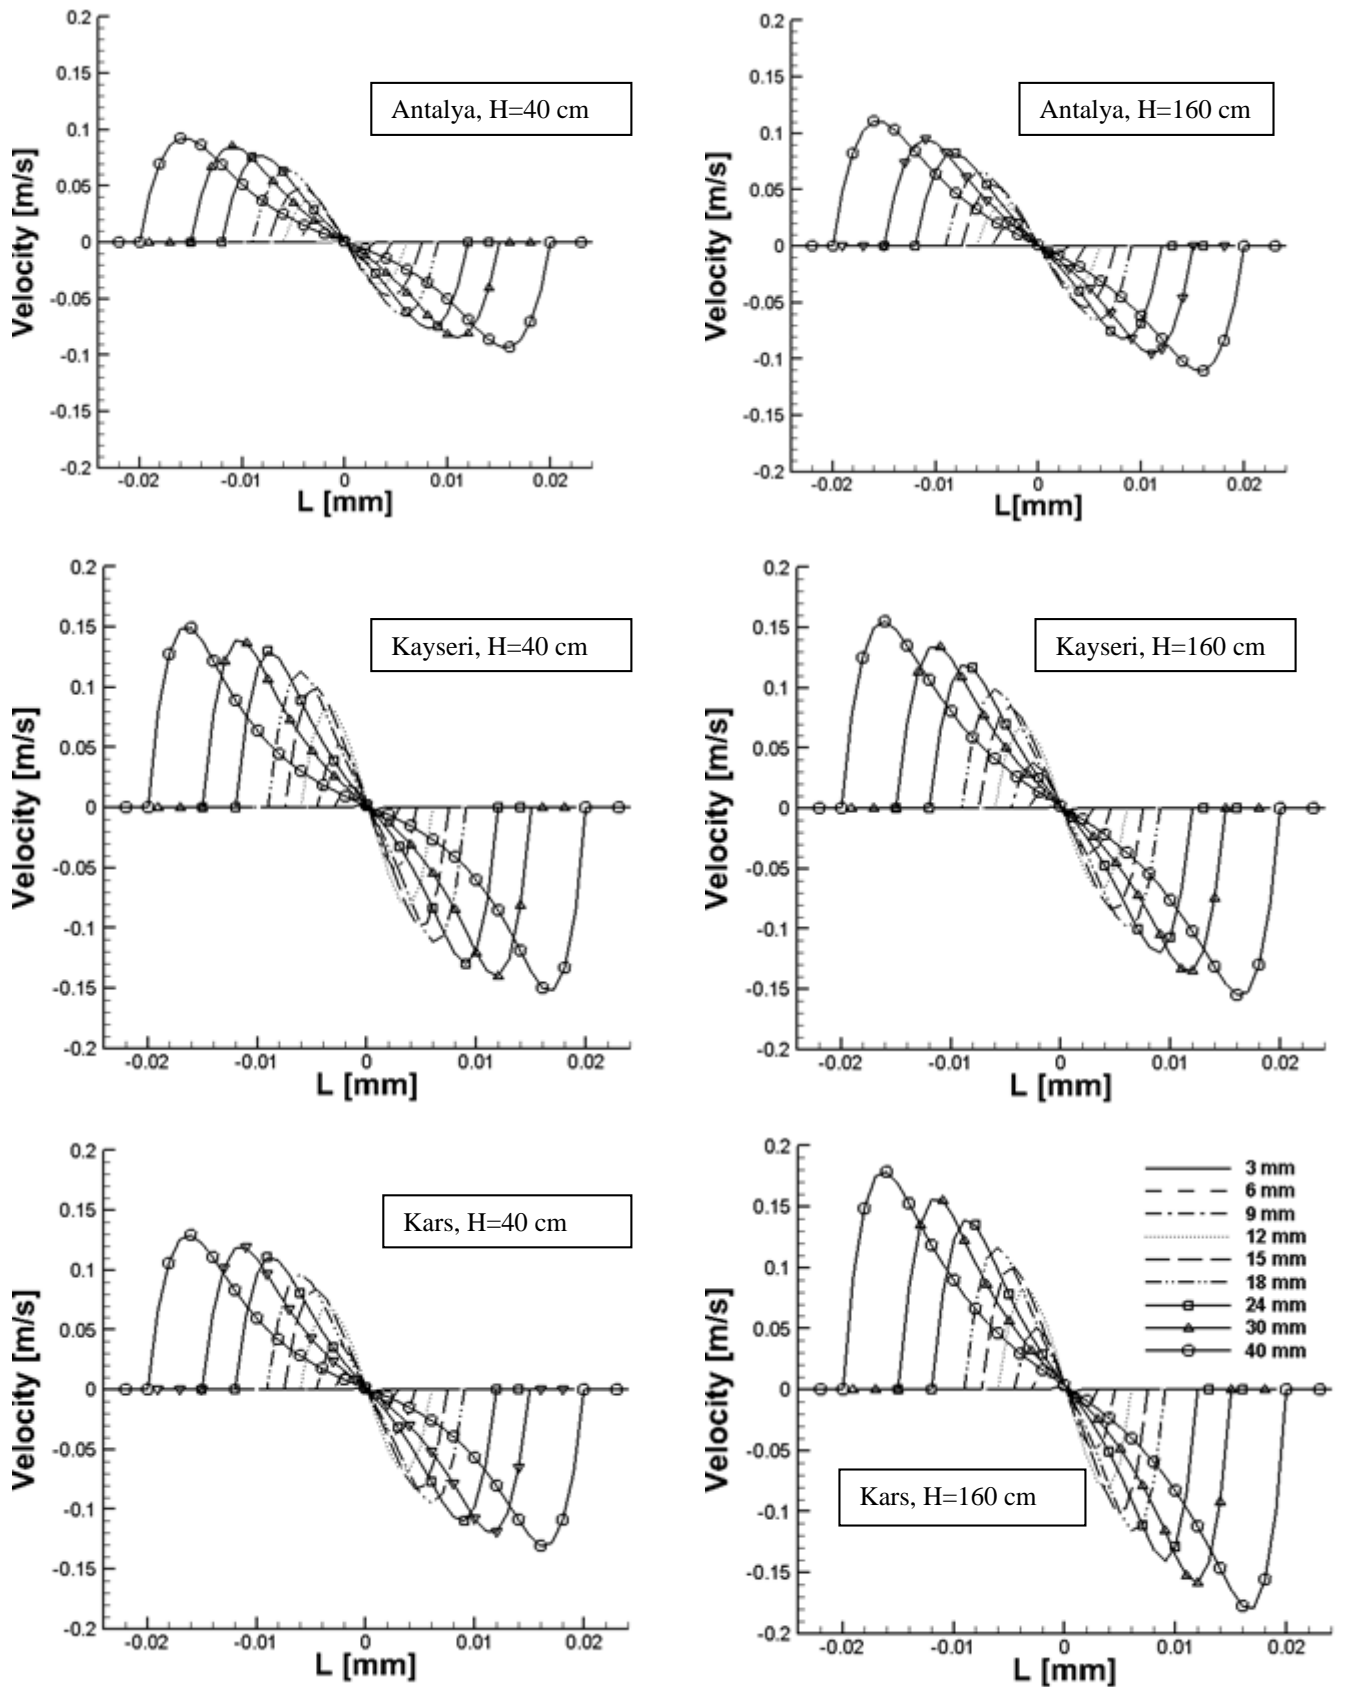 0.2
0.15
0.1
0.05
0
-0.05
-0.1
-0.15
-0.2
Velocity [m/s]
Antalya, H=40 cm
-0.02 -0.01 0 0.01 0.02
L [mm]
0.2
0.15
0.1
0.05
0
-0.05
-0.1
-0.15
-0.2
Velocity [m/s]
Antalya, H=160 cm
-0.02 -0.01 0 0.01 0.02
L[mm]
0.2
0.15
0.1
0.05
0
-0.05
-0.1
-0.15
-0.2
Velocity [m/s]
Kayseri, H=40 cm
-0.02 -0.01 0 0.01 0.02
L [mm]
0.2
0.15
0.1
0.05
0
-0.05
-0.1
-0.15
-0.2
Velocity [m/s]
Kayseri, H=160 cm
-0.02 -0.01 0 0.01 0.02
L [mm]
0.2
0.15
0.1
0.05
0
-0.05
-0.1
-0.15
-0.2
Velocity [m/s]
Kars, H=40 cm
-0.02 -0.01 0 0.01 0.02
L [mm]
0.2
0.15
0.1
0.05
0
-0.05
-0.1
-0.15
-0.2
Velocity [m/s]
3 mm
6 mm
9 mm
12 mm
15 mm
18 mm
24 mm
30 mm
40 mm
Kars, H=160 cm
-0.02 -0.01 0 0.01 0.02
L [mm]